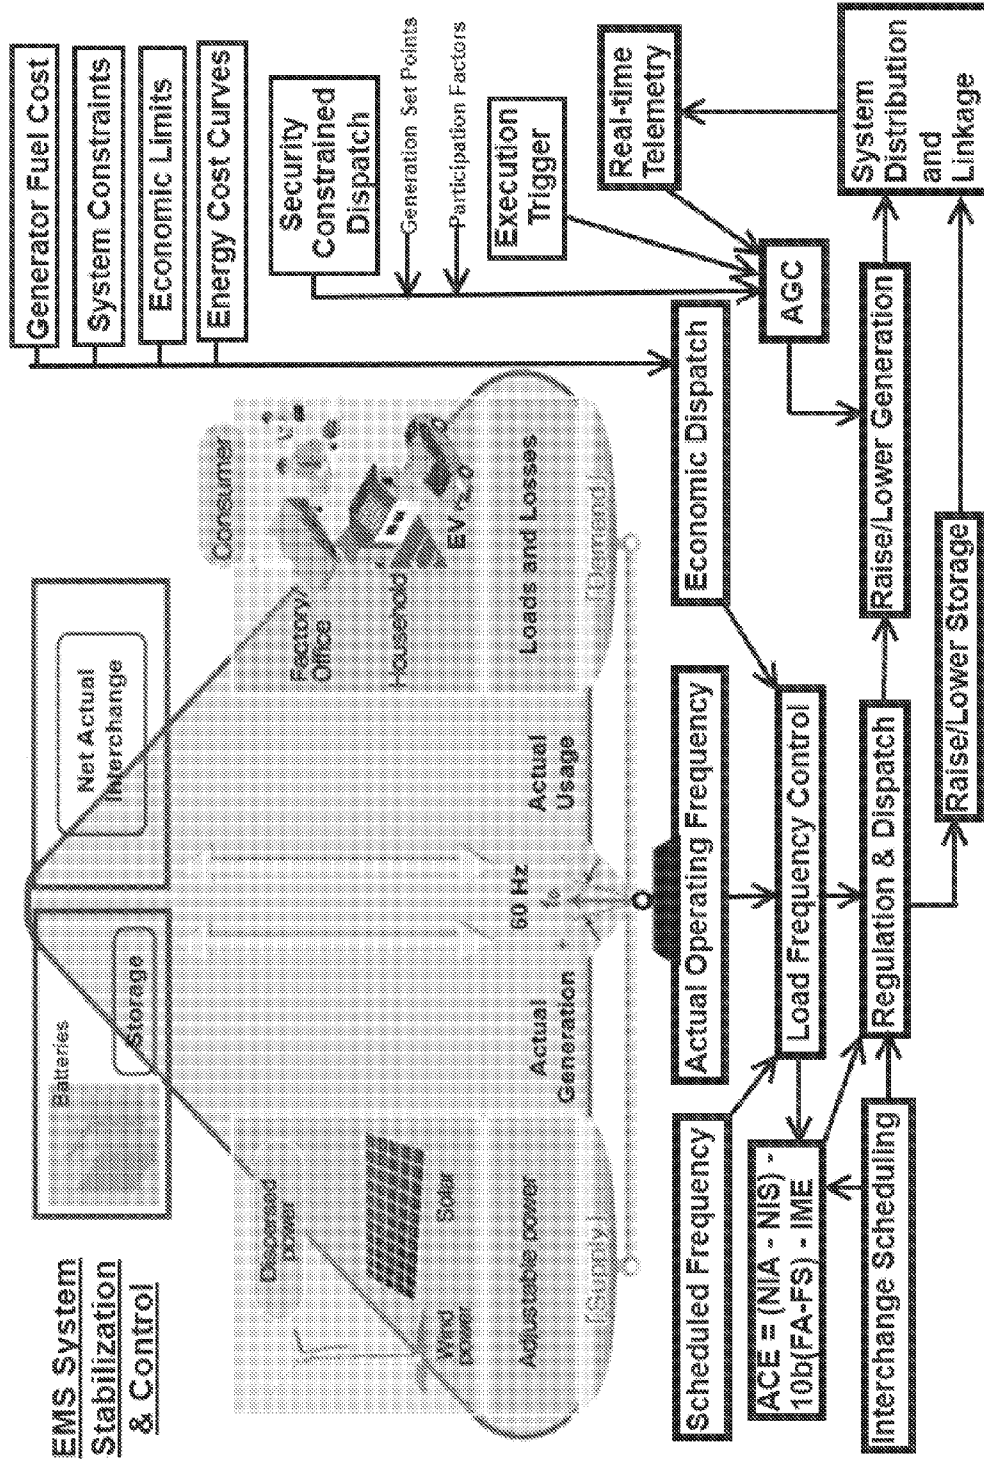 EMS System
Stabilization
& Control
Batteries
Storage
Net Actual
Interchange
Generator Fuel Cost
System Constraints
Economic Limits
Energy Cost Curves
Security
Constrained
Dispatch
Generation Set Points
Participation Factors
Execution
Trigger
Real-time
Telemetry
System
Distribution
and
Linkage
AGC
Dispersed
power
Solar
Wind
power
Adjustable power
[Supply]
Actual
Generation
60 Hz
Actual
Usage
Consumer
Factory/
Office
Household
EV
Loads and Losses
[Demend]
Economic Dispatch
Actual Operating Frequency
Scheduled Frequency
Load Frequency Control
ACE = (NIA - NIS) -
10b(FA-FS) - IME
Interchange Scheduling
Regulation & Dispatch
Raise/Lower Generation
Raise/Lower Storage